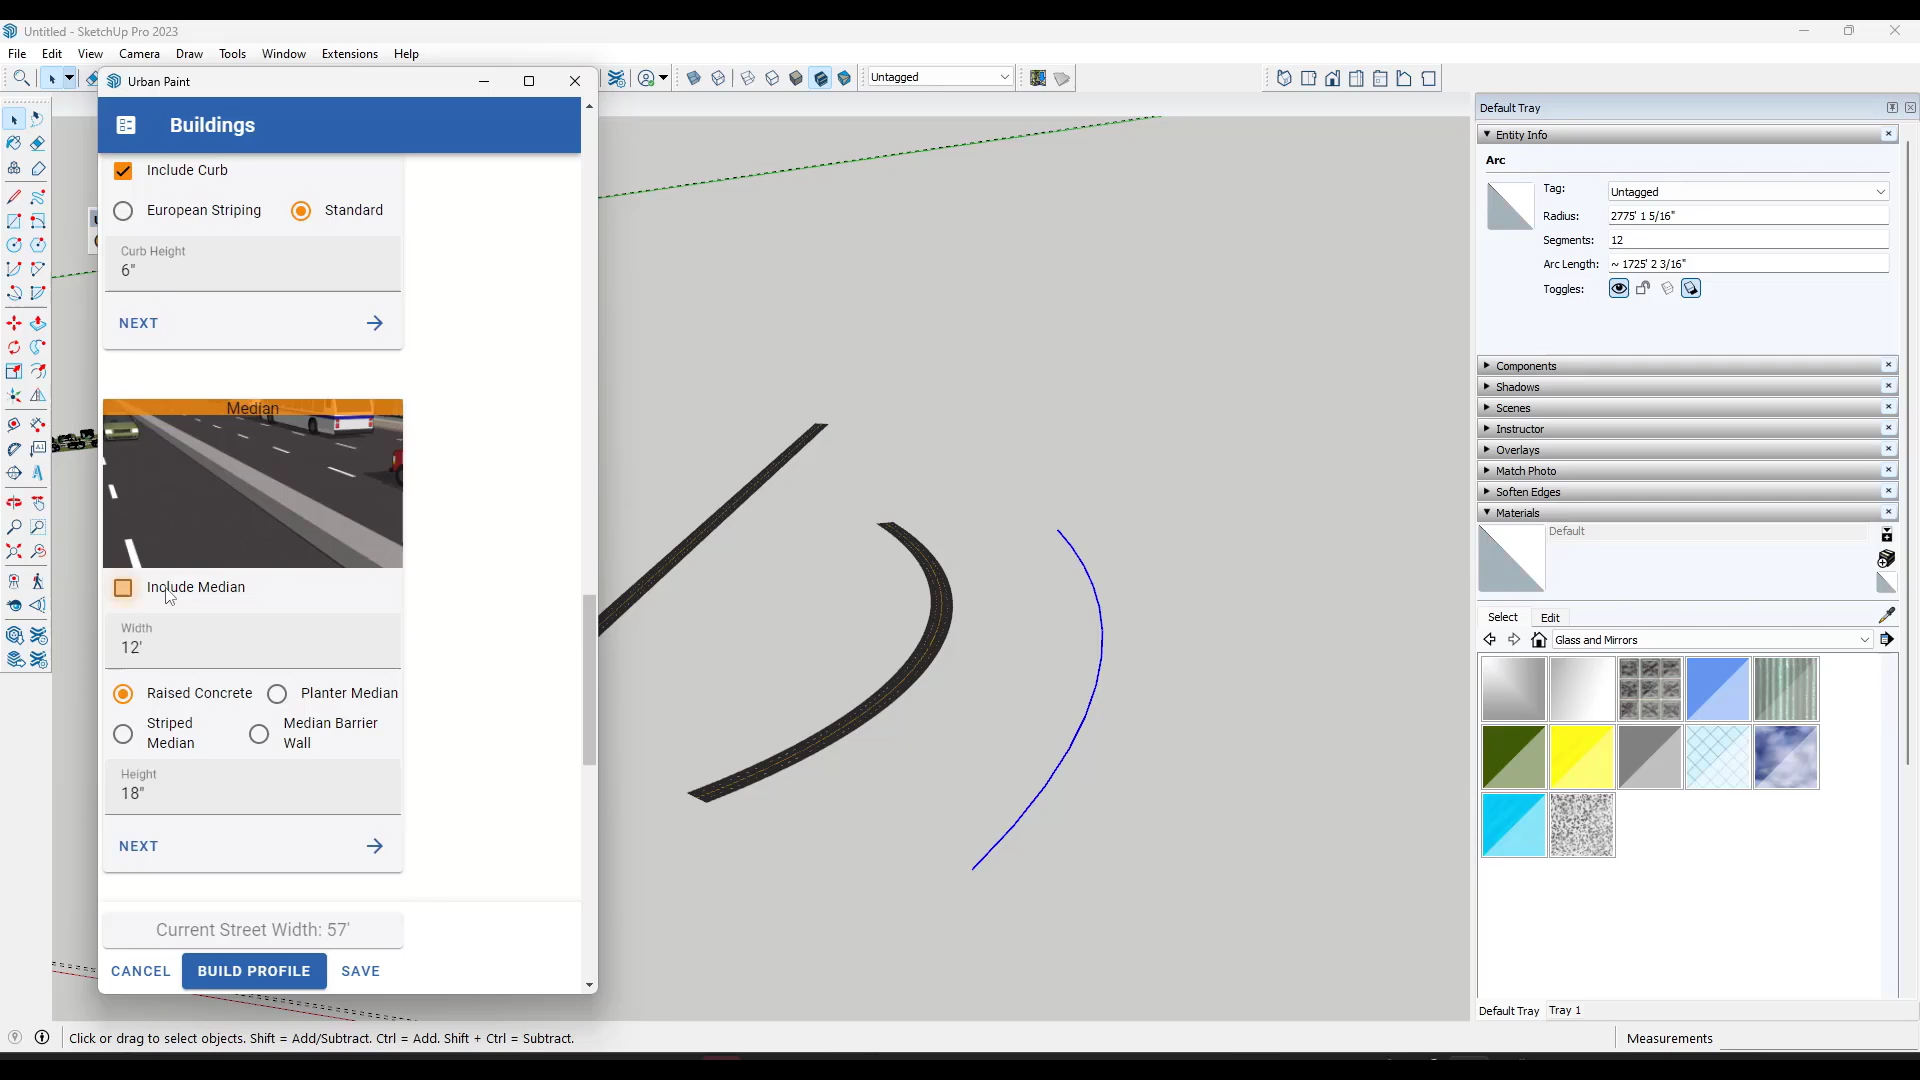 Untitled - SketchUp Pro 2023
File Edit View Camera Draw Tools Window Extensions Help
Urban Paint
Untagged
Buildings
Include Curb
European Striping Standard
Curb Height
6"
NEXT
Median
Include Median
Width
12'
Raised Concrete Planter Median
Striped Median Median Barrier Wall
Height
18"
NEXT
Current Street Width: 57'
CANCEL BUILD PROFILE SAVE
Default Tray
Entity Info
Arc
Tag: Untagged
Radius: 2775' 1 5/16"
Segments: 12
Arc Length: ~ 1725' 2 3/16"
Toggles:
Components
Shadows
Scenes
Instructor
Overlays
Match Photo
Soften Edges
Materials
Default
Select Edit
Glass and Mirrors
Default Tray Tray 1
Click or drag to select objects. Shift = Add/Subtract. Ctrl = Add. Shift + Ctrl = Subtract.
Measurements